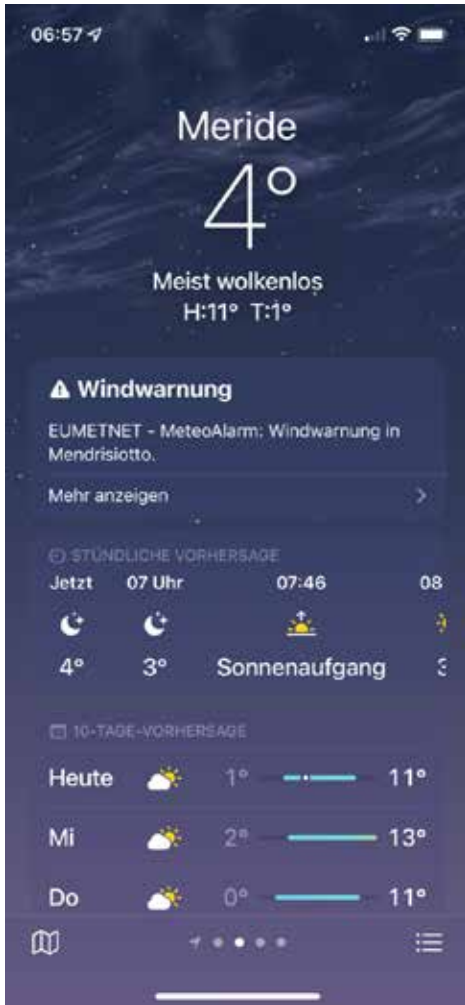 06:57
Meride
4°
Meist wolkenlos
H:11° T:1°
Windwarnung
EUMETNET - MeteoAlarm: Windwarnung in
Mendrisiotto.
Mehr anzeigen
STÜNDLICHE VORHERSAGE
Jetzt 07 Uhr 07:46 08
4° 3° Sonnenaufgang
10-TAGE-VORHERSAGE
Heute 1° 11°
Mi 2° 13°
Do 0° 11°